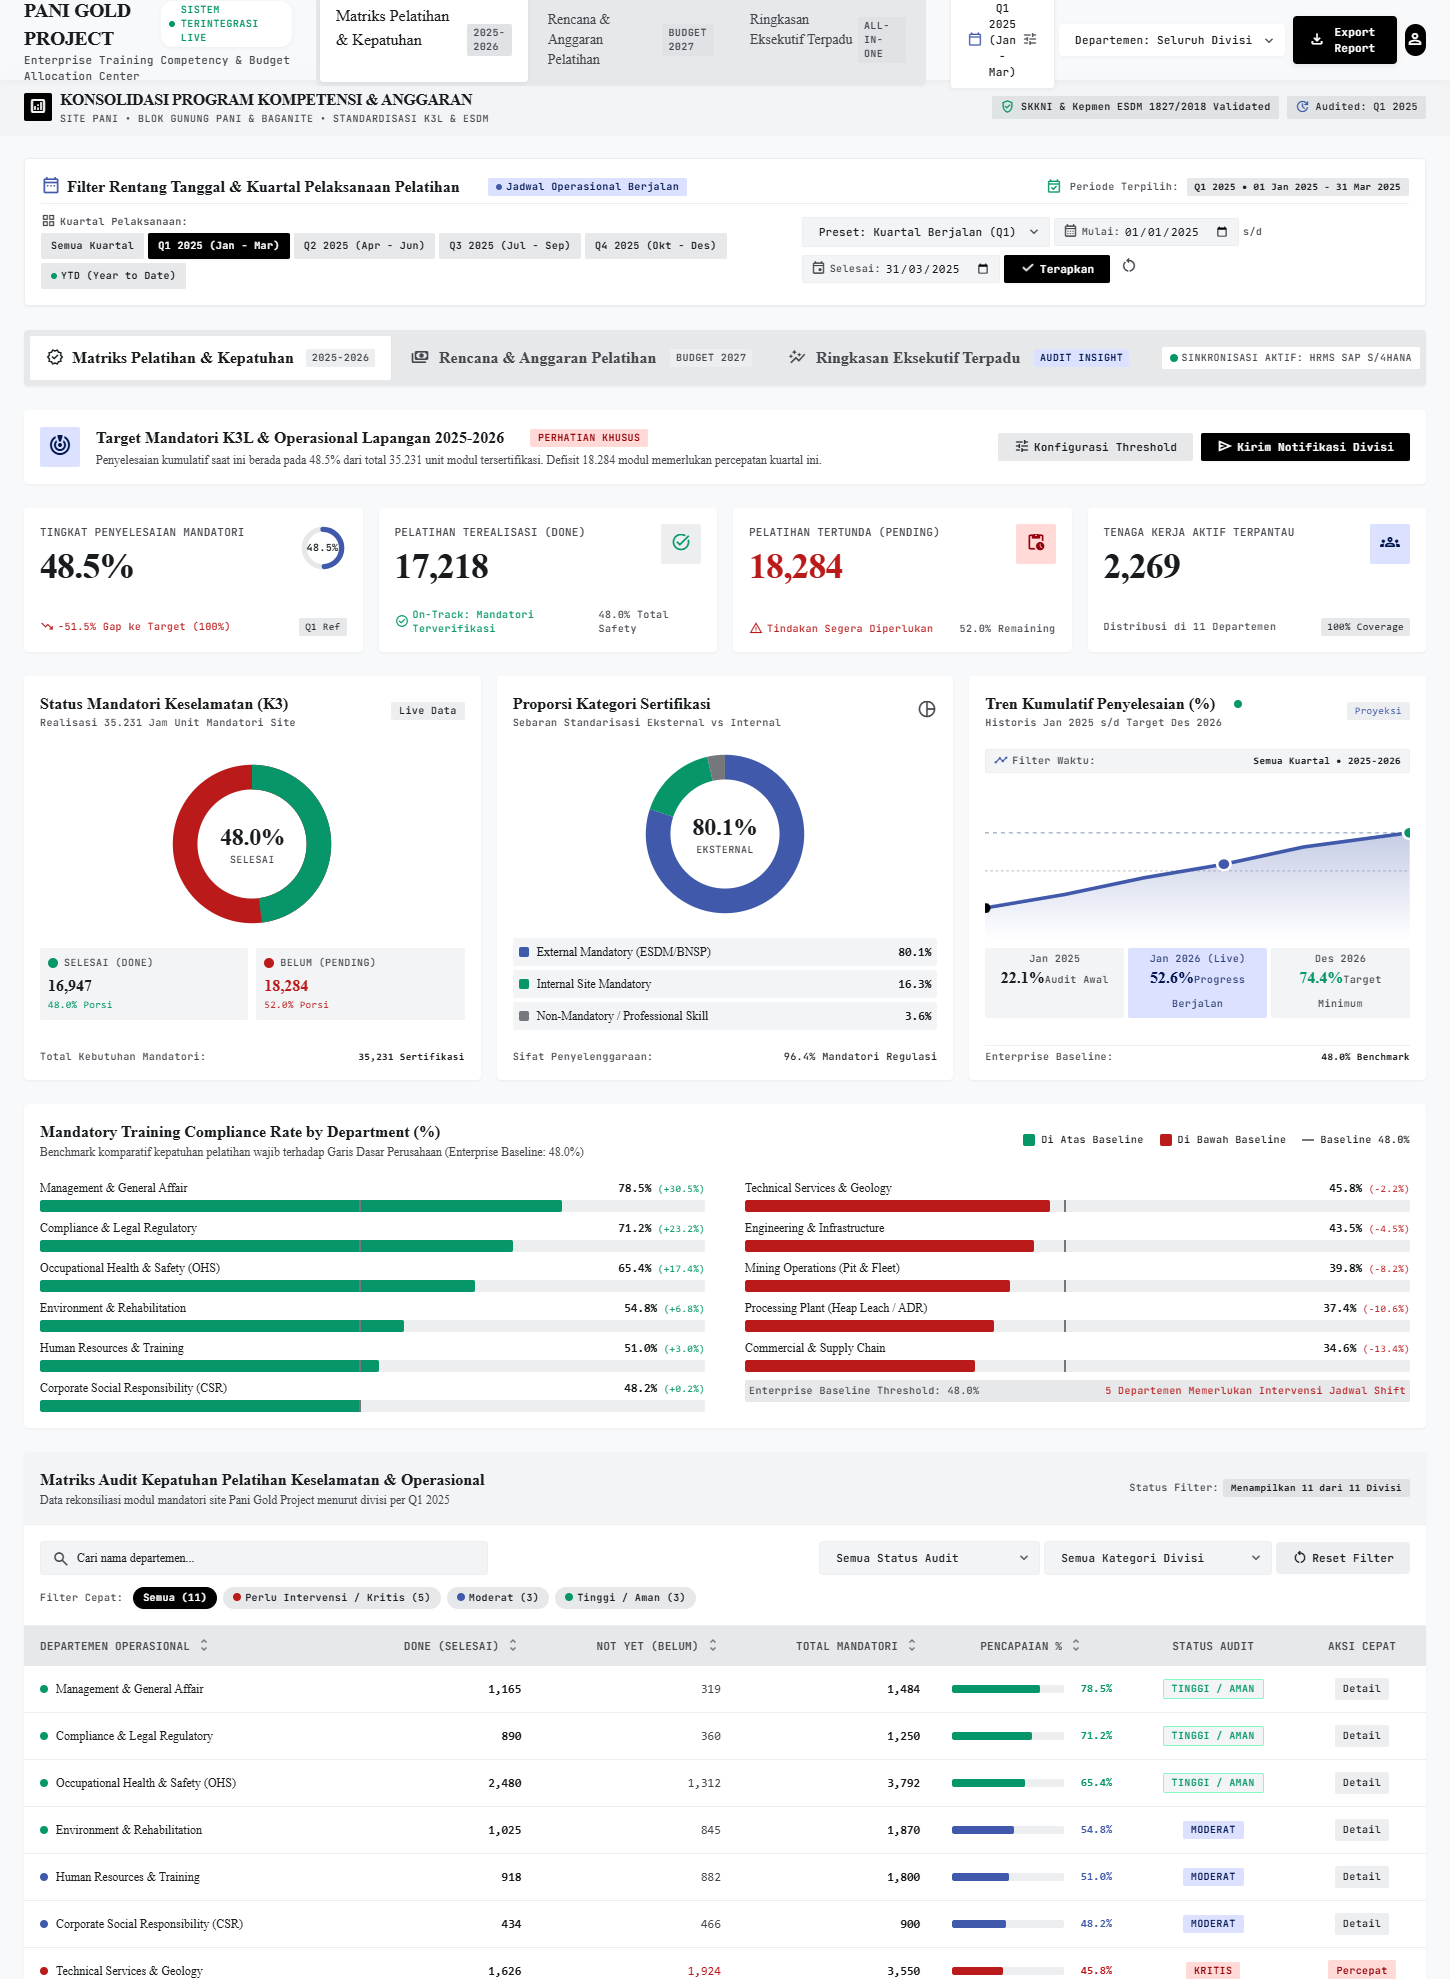 PANI GOLD PROJECT
SISTEM TERINTEGRASI LIVE
Enterprise Training Competency & Budget Allocation Center
Matriks Pelatihan & Kepatuhan 2025-2026
Rencana & Anggaran Pelatihan BUDGET 2027
Ringkasan Eksekutif Terpadu ALL-IN-ONE
Q1 2025 (Jan - Mar)
Departemen: Seluruh Divisi
Export Report
KONSOLIDASI PROGRAM KOMPETENSI & ANGGARAN
SITE PANI • BLOK GUNUNG PANI & BAGANITE • STANDARDISASI K3L & ESDM
SKKNI & Kepmen ESDM 1827/2018 Validated
Audited: Q1 2025
Filter Rentang Tanggal & Kuartal Pelaksanaan Pelatihan
Jadwal Operasional Berjalan
Periode Terpilih: Q1 2025 • 01 Jan 2025 - 31 Mar 2025
Kuartal Pelaksanaan:
Semua Kuartal
Q1 2025 (Jan - Mar)
Q2 2025 (Apr - Jun)
Q3 2025 (Jul - Sep)
Q4 2025 (Okt - Des)
YTD (Year to Date)
Preset: Kuartal Berjalan (Q1)
Mulai: 01/01/2025
s/d
Selesai: 31/03/2025
Terapkan
Matriks Pelatihan & Kepatuhan 2025-2026
Rencana & Anggaran Pelatihan BUDGET 2027
Ringkasan Eksekutif Terpadu AUDIT INSIGHT
SINKRONISASI AKTIF: HRMS SAP S/4HANA
Target Mandatori K3L & Operasional Lapangan 2025-2026
PERHATIAN KHUSUS
Penyelesaian kumulatif saat ini berada pada 48.5% dari total 35.231 unit modul tersertifikasi. Defisit 18.284 modul memerlukan percepatan kuartal ini.
Konfigurasi Threshold
Kirim Notifikasi Divisi
TINGKAT PENYELESAIAN MANDATORI
48.5%
48.5%
-51.5% Gap ke Target (100%)
Q1 Ref
PELATIHAN TEREALISASI (DONE)
17,218
On-Track: Mandatori Terverifikasi
48.0% Total Safety
PELATIHAN TERTUNDA (PENDING)
18,284
Tindakan Segera Diperlukan
52.0% Remaining
TENAGA KERJA AKTIF TERPANTAU
2,269
Distribusi di 11 Departemen
100% Coverage
Status Mandatori Keselamatan (K3)
Realisasi 35.231 Jam Unit Mandatori Site
Live Data
48.0%
SELESAI
SELESAI (DONE)
16,947
48.0% Porsi
BELUM (PENDING)
18,284
52.0% Porsi
Total Kebutuhan Mandatori: 35,231 Sertifikasi
Proporsi Kategori Sertifikasi
Sebaran Standarisasi Eksternal vs Internal
80.1%
EKSTERNAL
External Mandatory (ESDM/BNSP) 80.1%
Internal Site Mandatory 16.3%
Non-Mandatory / Professional Skill 3.6%
Sifat Penyelenggaraan: 96.4% Mandatori Regulasi
Tren Kumulatif Penyelesaian (%)
Historis Jan 2025 s/d Target Des 2026
Proyeksi
Filter Waktu: Semua Kuartal • 2025-2026
Jan 2025
22.1% Audit Awal
Jan 2026 (Live)
52.6% Progress Berjalan
Des 2026
74.4% Target Minimum
Enterprise Baseline: 48.0% Benchmark
Mandatory Training Compliance Rate by Department (%)
Benchmark komparatif kepatuhan pelatihan wajib terhadap Garis Dasar Perusahaan (Enterprise Baseline: 48.0%)
Di Atas Baseline
Di Bawah Baseline
Baseline 48.0%
Management & General Affair 78.5% (+30.5%)
Compliance & Legal Regulatory 71.2% (+23.2%)
Occupational Health & Safety (OHS) 65.4% (+17.4%)
Environment & Rehabilitation 54.8% (+6.8%)
Human Resources & Training 51.0% (+3.0%)
Corporate Social Responsibility (CSR) 48.2% (+0.2%)
Technical Services & Geology 45.8% (-2.2%)
Engineering & Infrastructure 43.5% (-4.5%)
Mining Operations (Pit & Fleet) 39.8% (-8.2%)
Processing Plant (Heap Leach / ADR) 37.4% (-10.6%)
Commercial & Supply Chain 34.6% (-13.4%)
Enterprise Baseline Threshold: 48.0%
5 Departemen Memerlukan Intervensi Jadwal Shift
Matriks Audit Kepatuhan Pelatihan Keselamatan & Operasional
Data rekonsiliasi modul mandatori site Pani Gold Project menurut divisi per Q1 2025
Status Filter: Menampilkan 11 dari 11 Divisi
Cari nama departemen...
Semua Status Audit
Semua Kategori Divisi
Reset Filter
Filter Cepat:
Semua (11)
Perlu Intervensi / Kritis (5)
Moderat (3)
Tinggi / Aman (3)
DEPARTEMEN OPERASIONAL DONE (SELESAI) NOT YET (BELUM) TOTAL MANDATORI PENCAPAIAN % STATUS AUDIT AKSI CEPAT
Management & General Affair 1,165 319 1,484 78.5% TINGGI / AMAN Detail
Compliance & Legal Regulatory 890 360 1,250 71.2% TINGGI / AMAN Detail
Occupational Health & Safety (OHS) 2,480 1,312 3,792 65.4% TINGGI / AMAN Detail
Environment & Rehabilitation 1,025 845 1,870 54.8% MODERAT Detail
Human Resources & Training 918 882 1,800 51.0% MODERAT Detail
Corporate Social Responsibility (CSR) 434 466 900 48.2% MODERAT Detail
Technical Services & Geology 1,626 1,924 3,550 45.8% KRITIS Percepat